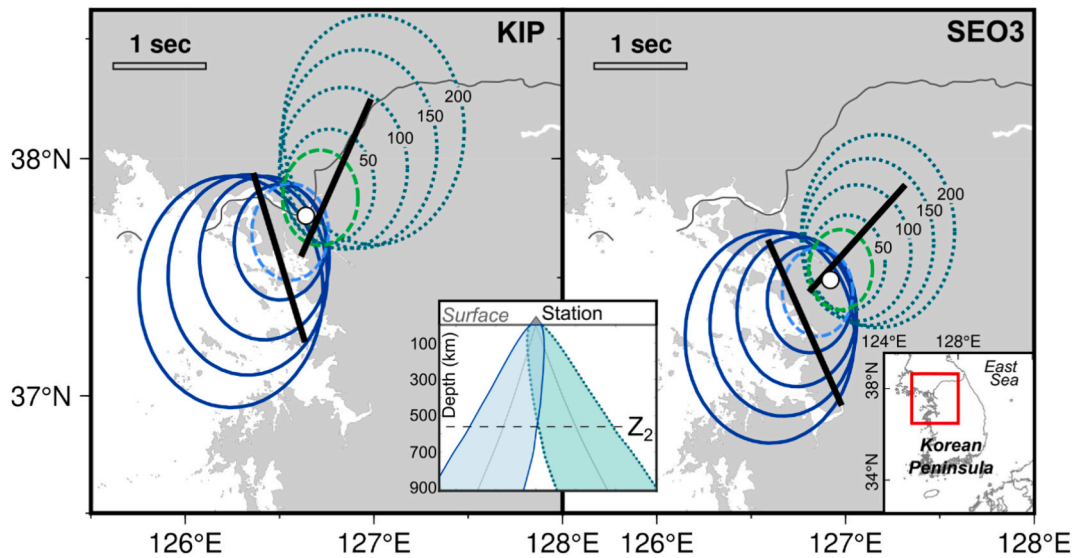 KIP
1 sec
200
150
100
50
38°N
37°N
126°E
127°E
128°E
SEO3
1 sec
200
150
100
50
126°E
127°E
128°E
Surface
Station
Depth (km)
100
300
500
700
900
Z2
124°E
128°E
38°N
34°N
East
Sea
Korean
Peninsula